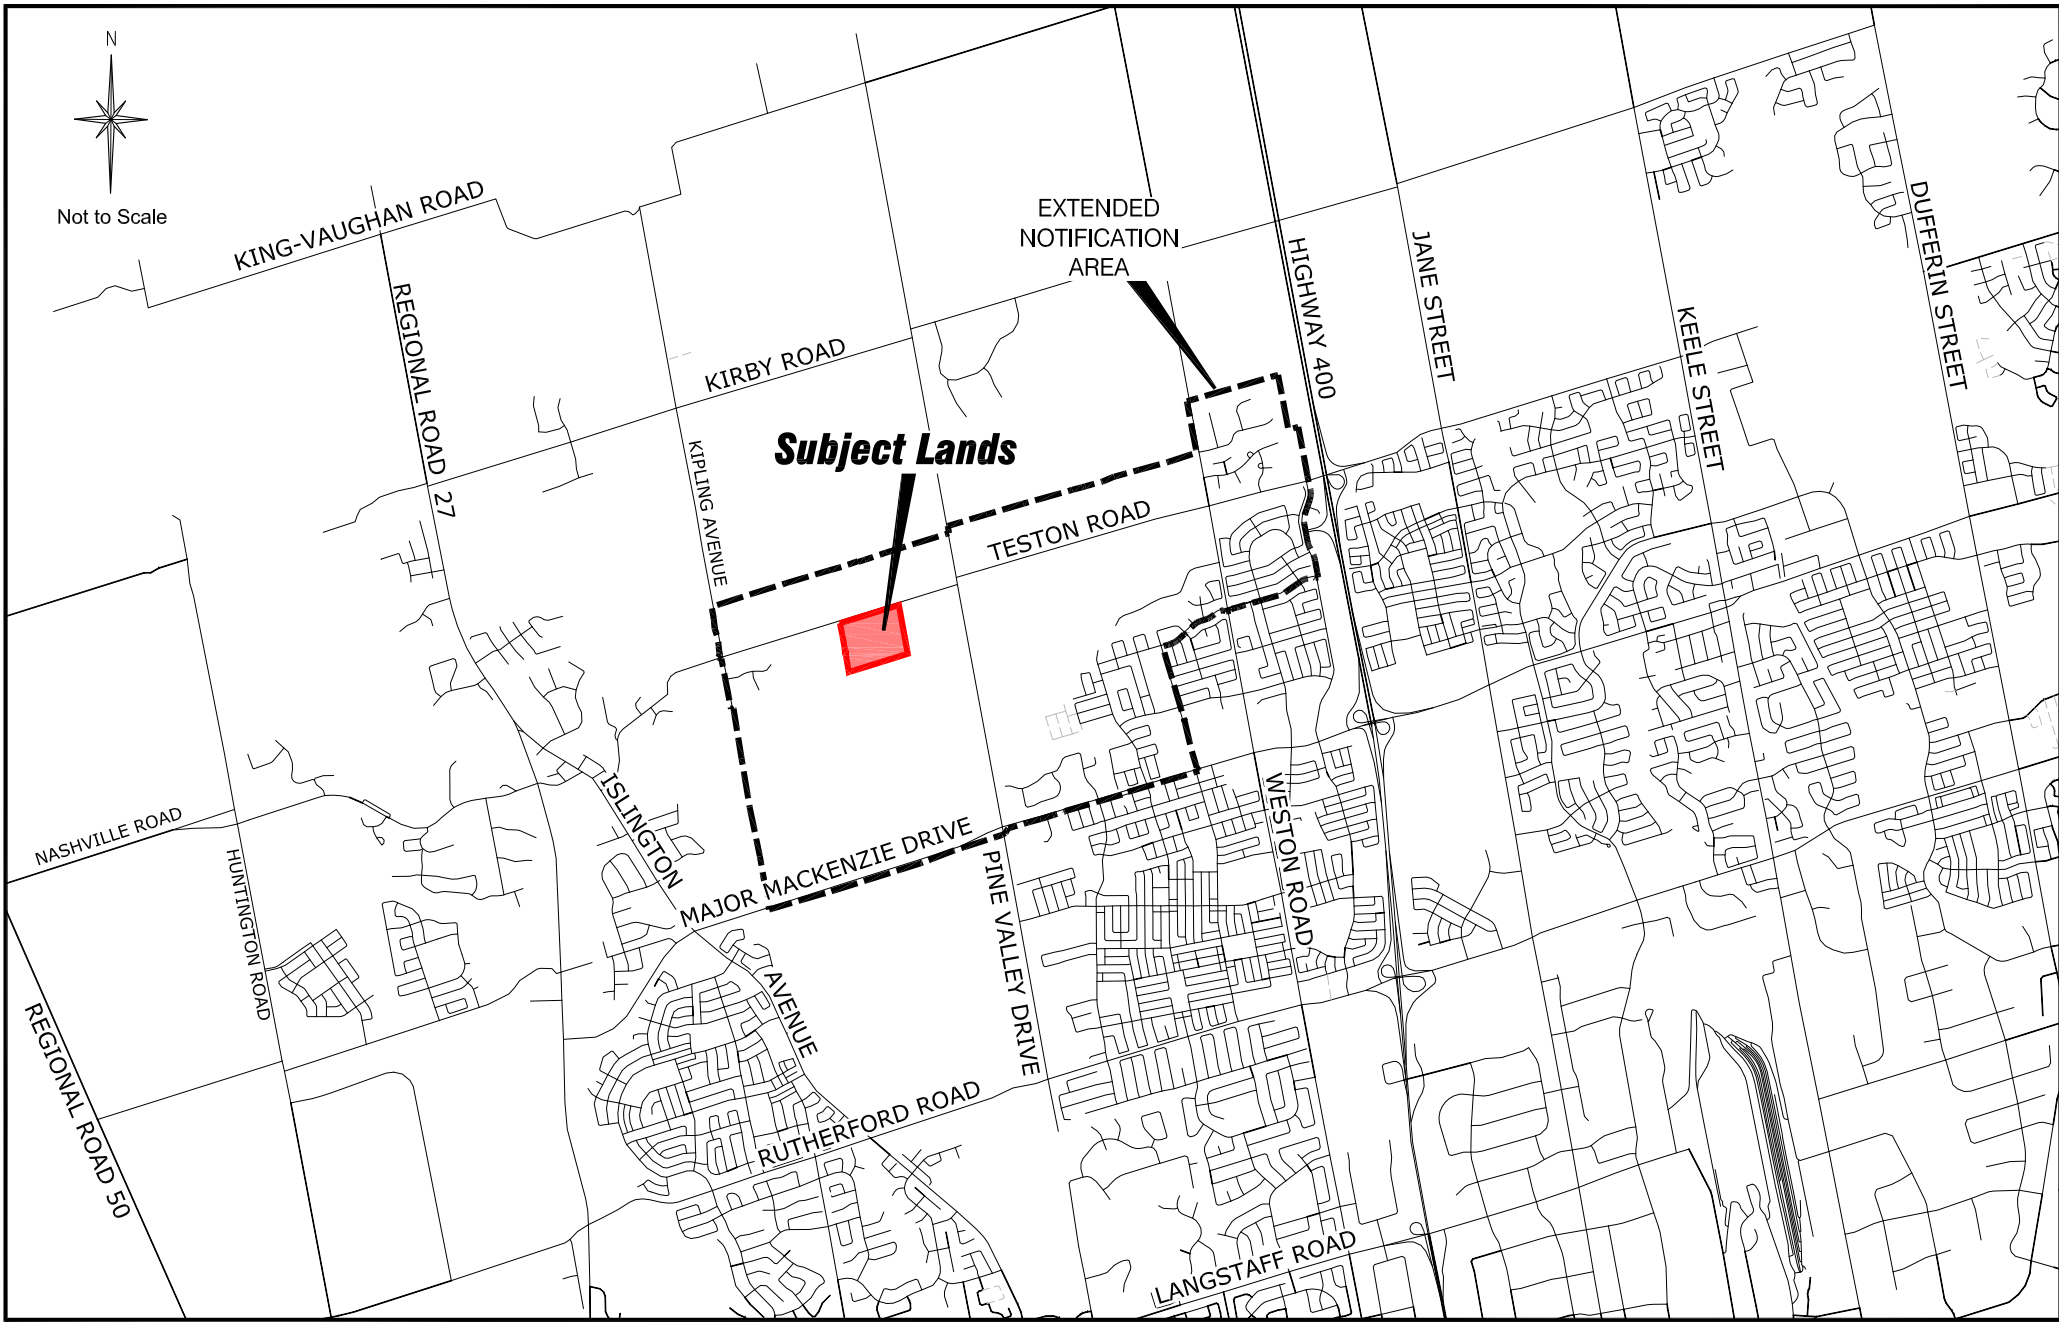 N
Not to Scale
KING-VAUGHAN ROAD
EXTENDED
NOTIFICATION
AREA
HIGHWAY 400
JANE STREET
DUFFERIN STREET
REGIONAL ROAD 27
KIRBY ROAD
KEELE STREET
KIPLING AVENUE
Subject Lands
TESTON ROAD
ISLINGTON
NASHVILLE ROAD
HUNTINGTON ROAD
MAJOR MACKENZIE DRIVE
PINE VALLEY DRIVE
WESTON ROAD
AVENUE
REGIONAL ROAD 50
RUTHERFORD ROAD
LANGSTAFF ROAD